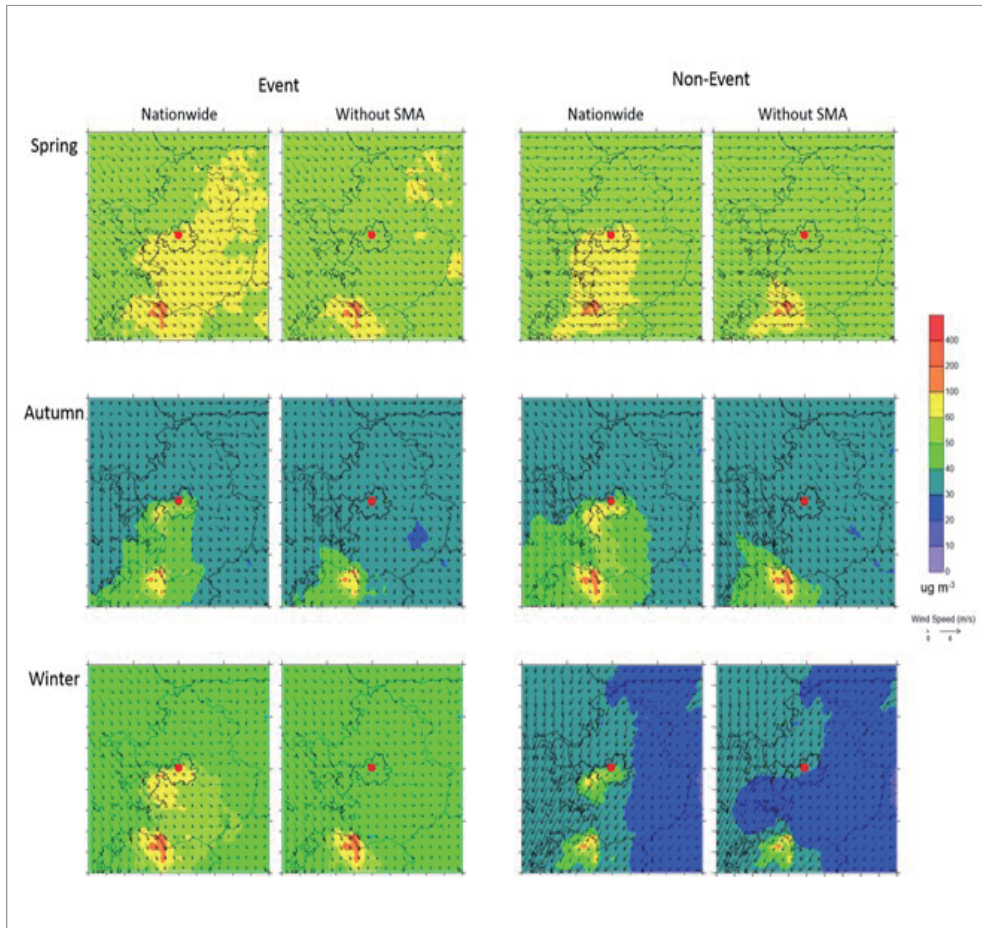 Event
Non-Event
Nationwide
Without SMA
Nationwide
Without SMA
Spring
Autumn
Winter
400
200
100
60
50
40
30
20
10
0
ug m-3
Wind Speed (m/s)